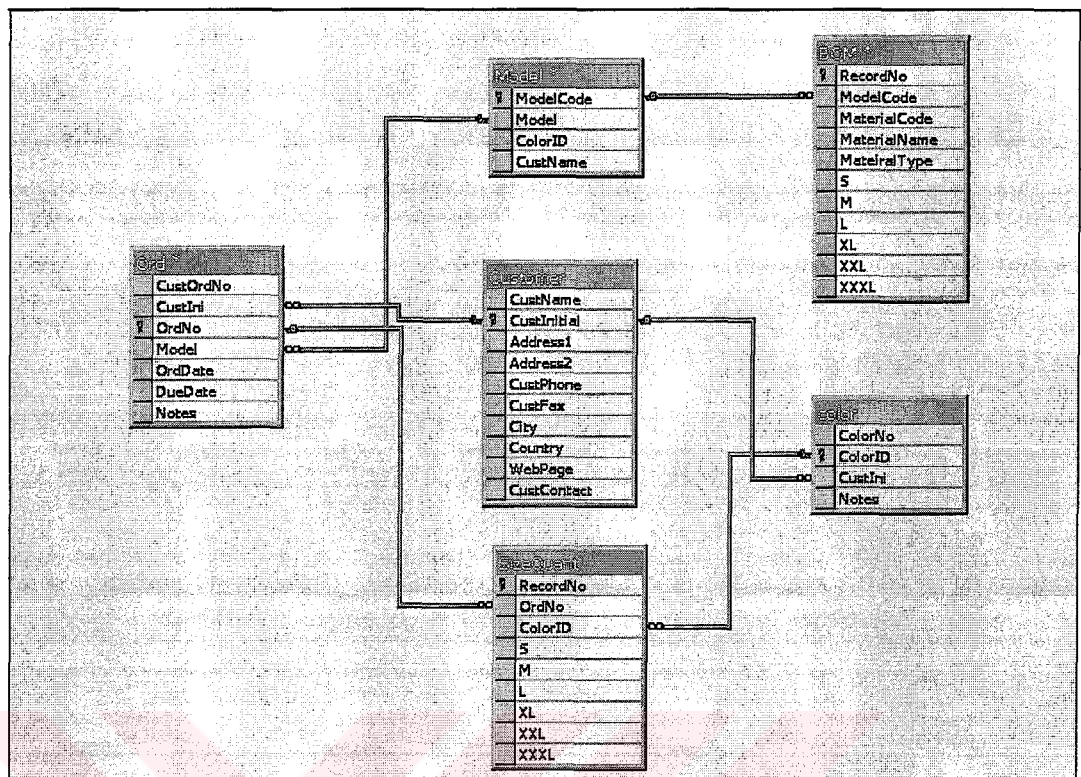 Model
ModelCode
Model
ColorID
CustName
BOM
RecordNo
ModelCode
MaterialCode
MaterialName
MateiralType
S
M
L
XL
XXL
XXXL
Ord
CustOrdNo
CustIni
OrdNo
Model
OrdDate
DueDate
Notes
Customer
CustName
CustInitial
Address1
Address2
CustPhone
CustFax
City
Country
WebPage
CustContact
color
ColorNo
ColorID
CustIni
Notes
SizeQuant
RecordNo
OrdNo
ColorID
S
M
L
XL
XXL
XXXL